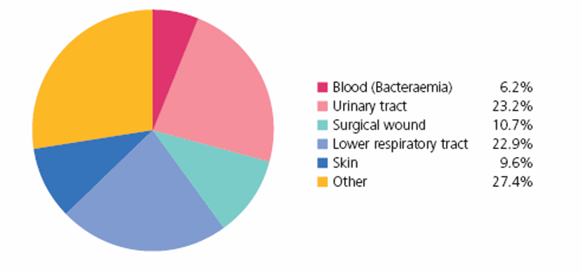 Blood (Bacteraemia) 6.2%
Urinary tract 23.2%
Surgical wound 10.7%
Lower respiratory tract 22.9%
Skin 9.6%
Other 27.4%